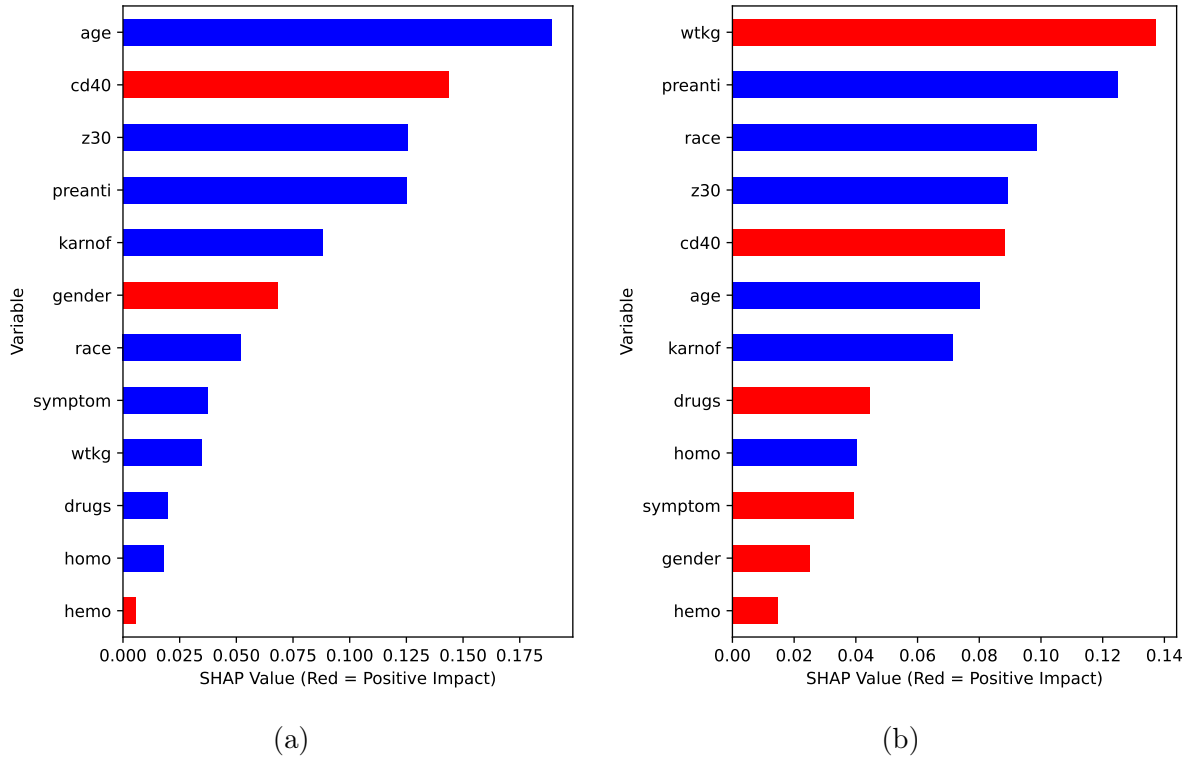 age
cd40
z30
preanti
karnof
gender
race
symptom
wtkg
drugs
homo
hemo
Variable
0.000 0.025 0.050 0.075 0.100 0.125 0.150 0.175
SHAP Value (Red = Positive Impact)
(a)
wtkg
preanti
race
z30
cd40
age
karnof
drugs
homo
symptom
gender
hemo
Variable
0.00 0.02 0.04 0.06 0.08 0.10 0.12 0.14
SHAP Value (Red = Positive Impact)
(b)